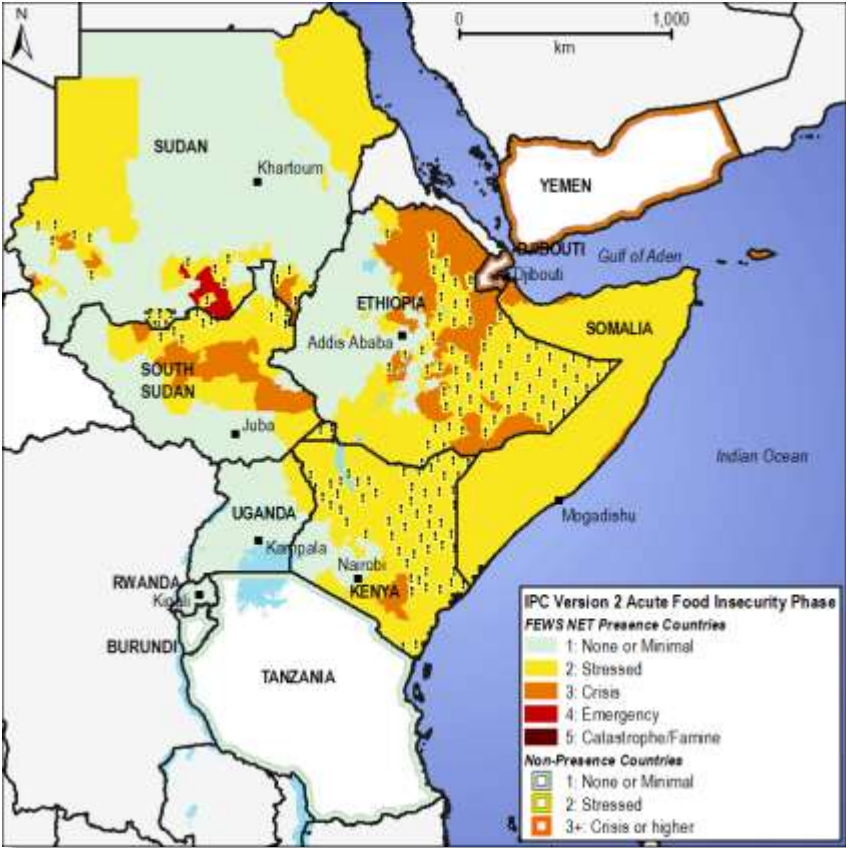 N
0 1,000
km
SUDAN
Khartoum
YEMEN
DJIBOUTI
Gulf of Aden
Djibouti
ETHIOPIA
Addis Ababa
SOMALIA
SOUTH
SUDAN
Juba
Indian Ocean
Mogadishu
UGANDA
Kampala
Nairobi
KENYA
RWANDA
Kigali
BURUNDI
TANZANIA
IPC Version 2 Acute Food Insecurity Phase
FEWS NET Presence Countries
1: None or Minimal
2: Stressed
3: Crisis
4: Emergency
5: Catastrophe/Famine
Non-Presence Countries
1: None or Minimal
2: Stressed
3+: Crisis or higher